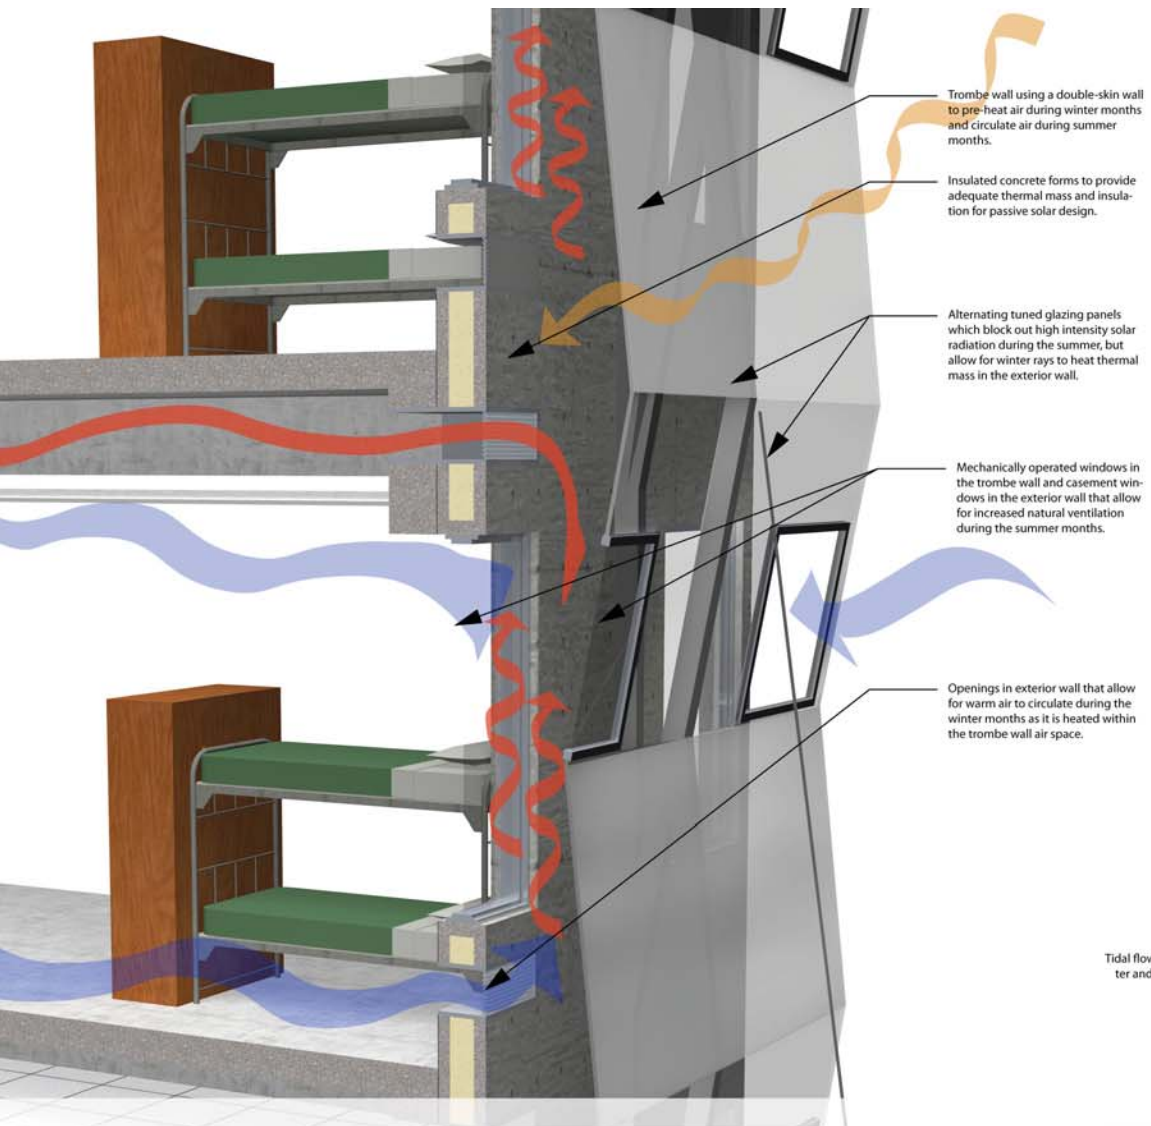 Trombe wall using a double-skin wall
to pre-heat air during winter months
and circulate air during summer
months.
Insulated concrete forms to provide
adequate thermal mass and insula-
tion for passive solar design.
Alternating tuned glazing panels
which block out high intensity solar
radiation during the summer, but
allow for winter rays to heat thermal
mass in the exterior wall.
Mechanically operated windows in
the trombe wall and casement win-
dows in the exterior wall that allow
for increased natural ventilation
during the summer months.
Openings in exterior wall that allow
for warm air to circulate during the
winter months as it is heated within
the trombe wall air space.
Tidal flow
ter and